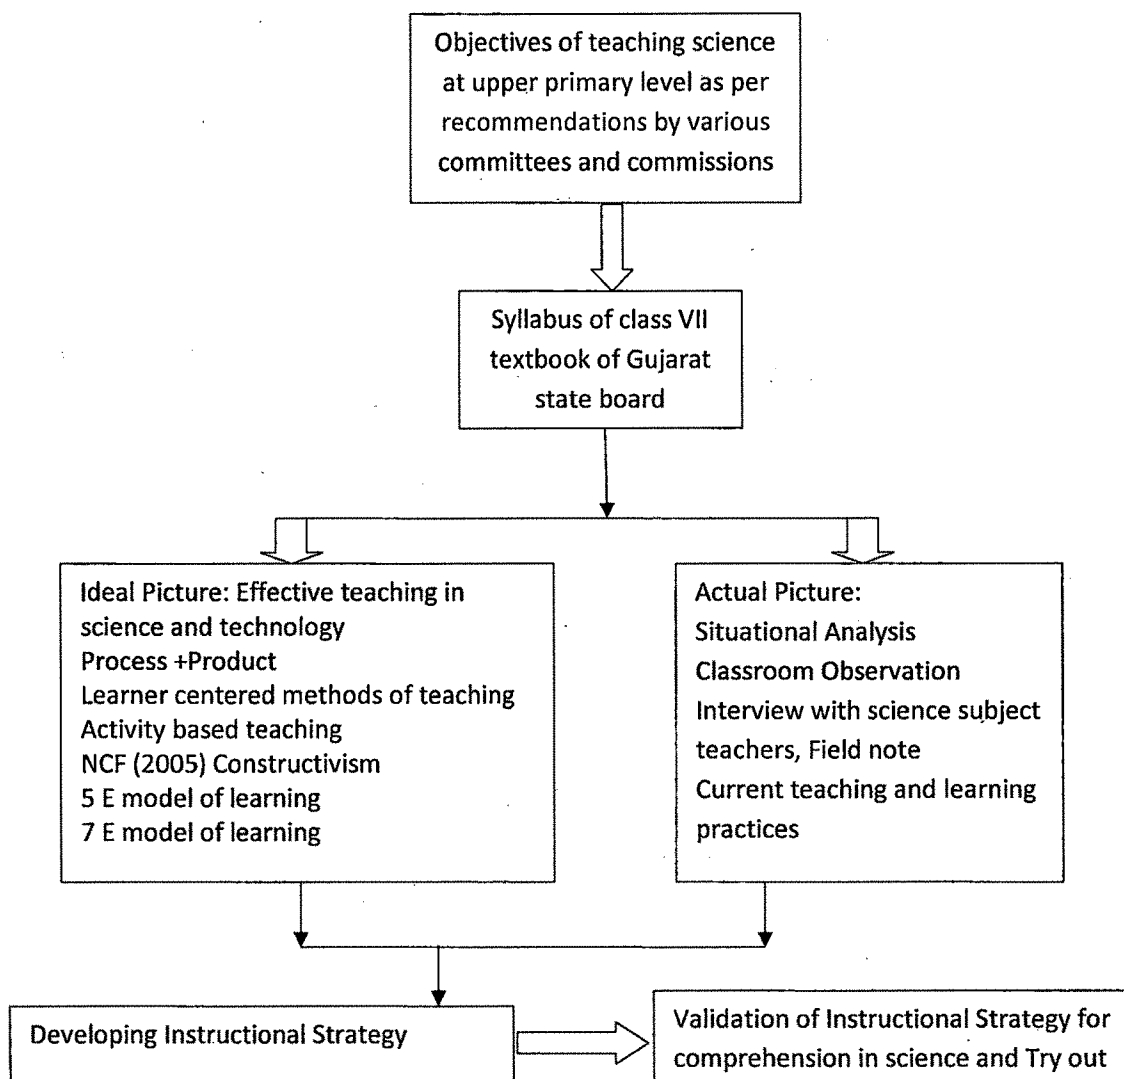 Objectives of teaching science
at upper primary level as per
recommendations by various
committees and commissions
Syllabus of class VII
textbook of Gujarat
state board
Ideal Picture: Effective teaching in
science and technology
Process +Product
Learner centered methods of teaching
Activity based teaching
NCF (2005) Constructivism
5 E model of learning
7 E model of learning
Actual Picture:
Situational Analysis
Classroom Observation
Interview with science subject
teachers, Field note
Current teaching and learning
practices
Developing Instructional Strategy
Validation of Instructional Strategy for
comprehension in science and Try out